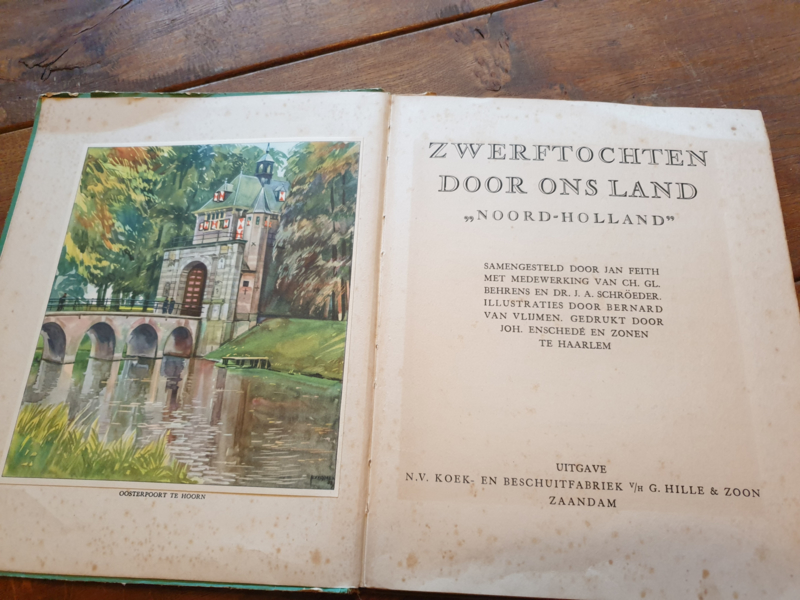 OOSTERPOORT TE HOORN
ZWERFTOCHTEN
DOOR ONS LAND
„NOORD-HOLLAND”
SAMENGESTELD DOOR JAN FEITH
MET MEDEWERKING VAN CH. GL.
BEHRENS EN DR. J. A. SCHRÖEDER.
ILLUSTRATIES DOOR BERNARD
VAN VLIJMEN. GEDRUKT DOOR
JOH. ENSCHEDÉ EN ZONEN
TE HAARLEM
UITGAVE
N.V. KOEK- EN BESCHUITFABRIEK V/H G. HILLE & ZOON
ZAANDAM